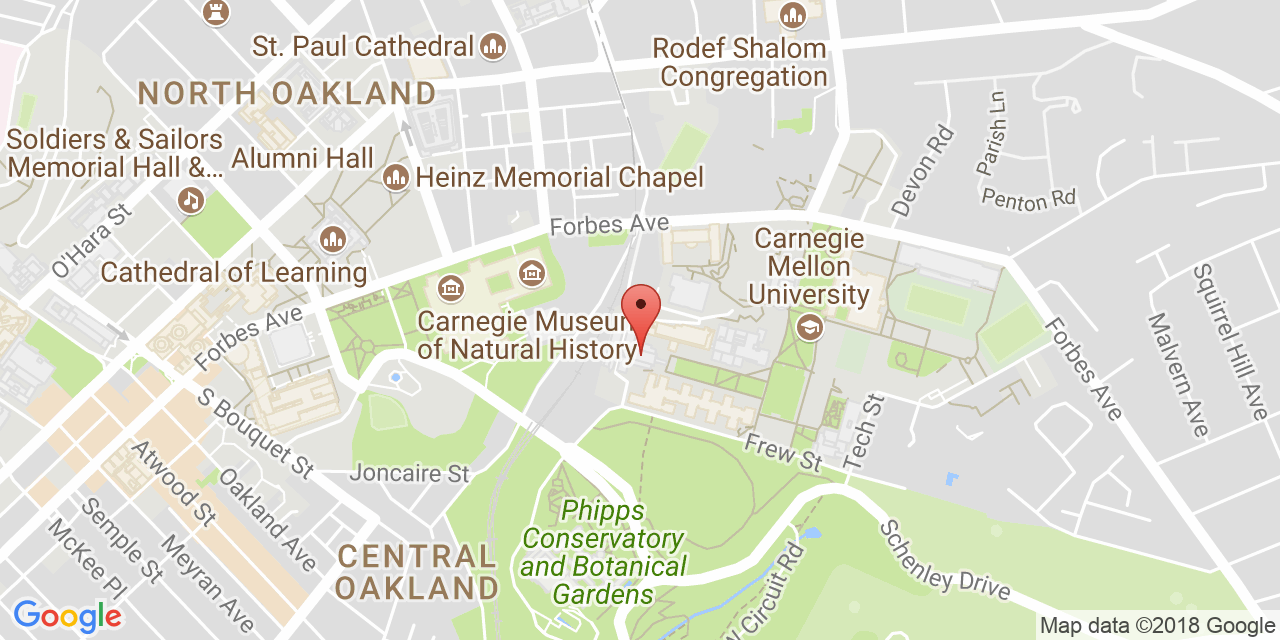 St. Paul Cathedral
Rodef Shalom
Congregation
NORTH OAKLAND
Soldiers & Sailors
Memorial Hall &...
Alumni Hall
Heinz Memorial Chapel
Parish Ln
Devon Rd
Penton Rd
O'Hara St
Forbes Ave
Cathedral of Learning
Carnegie
Mellon
University
Carnegie Museum
of Natural History
Forbes Ave
Forbes Ave
Squirrel Hill Ave
Malvern Ave
S Bouquet St
Joncaire St
Frew St
Tech St
Atwood St
Oakland Ave
Semple St
Meyran Ave
McKee Pl
CENTRAL
OAKLAND
Phipps
Conservatory
and Botanical
Gardens
W Circuit Rd
Schenley Drive
Google
Map data ©2018 Google